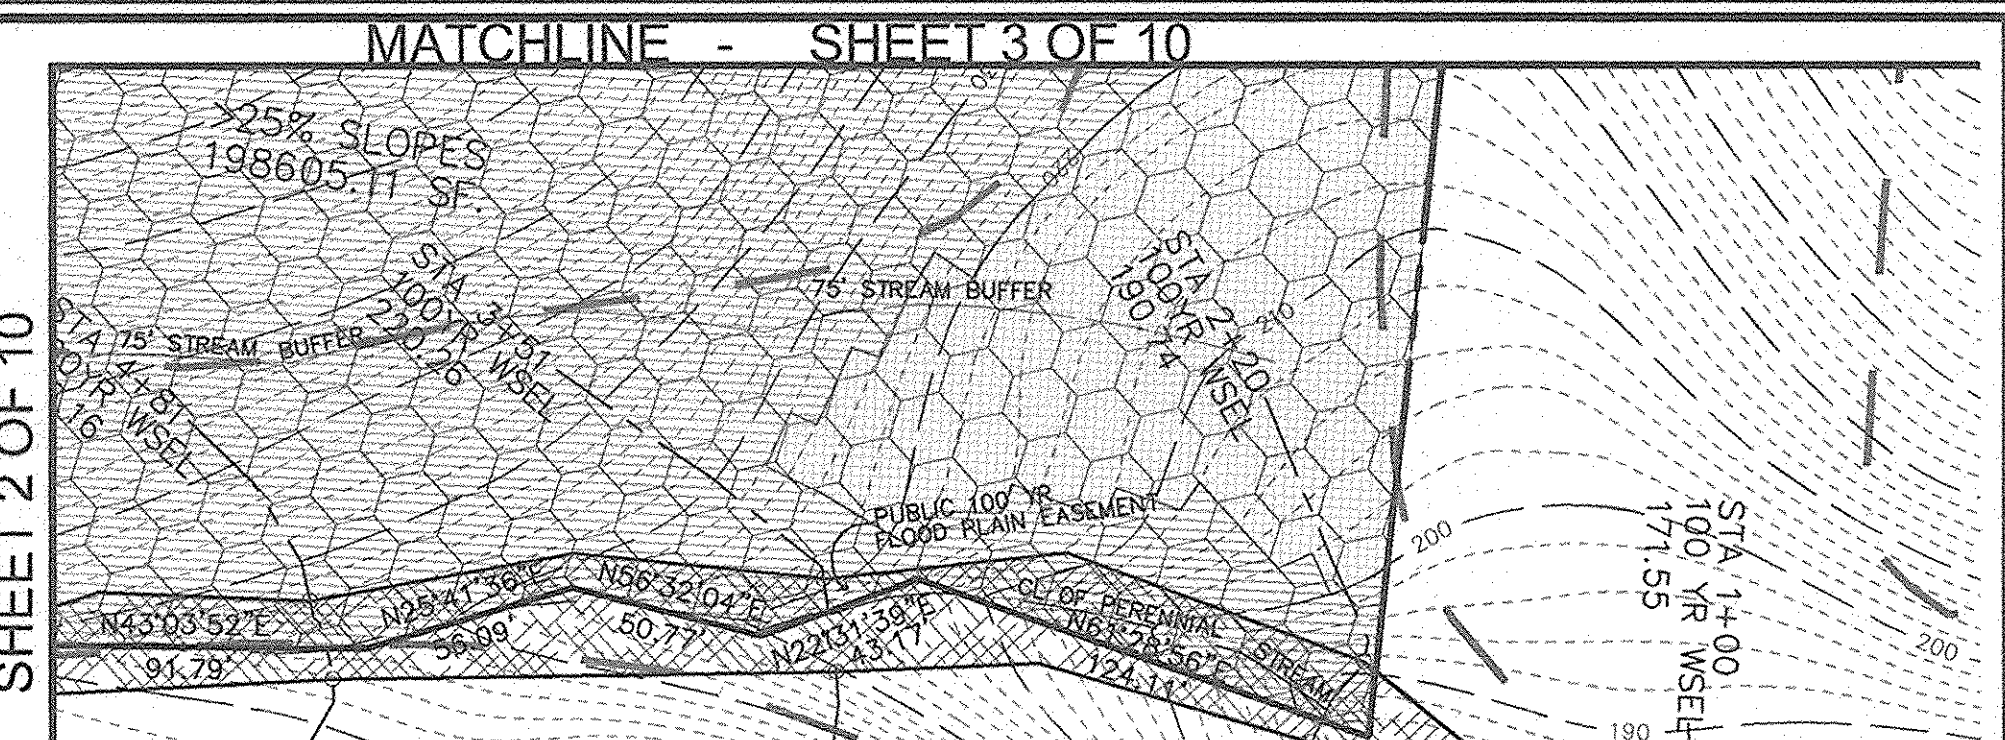 MATCHLINE - SHEET 3 OF 10
SHEET 2 OF 10
>25% SLOPES
198605.11 SF.
STA 4+81
YR WSEL
16
75' STREAM BUFFER
STA 3+51
100YR WSEL
220.26
75' STREAM BUFFER
STA 2+20
100YR WSEL
190.74
210
PUBLIC 100 YR
FLOOD PLAIN EASEMENT
200
STA 1+00
100 YR WSEL
171.55
200
190
N43°03'52"E
91.79'
N25°41'36"E
56.09'
N56°32'04"E
50.77'
N22°31'39"E
43.17'
CL OF PERENNIAL STREAM
N61°28'56"E
124.11'